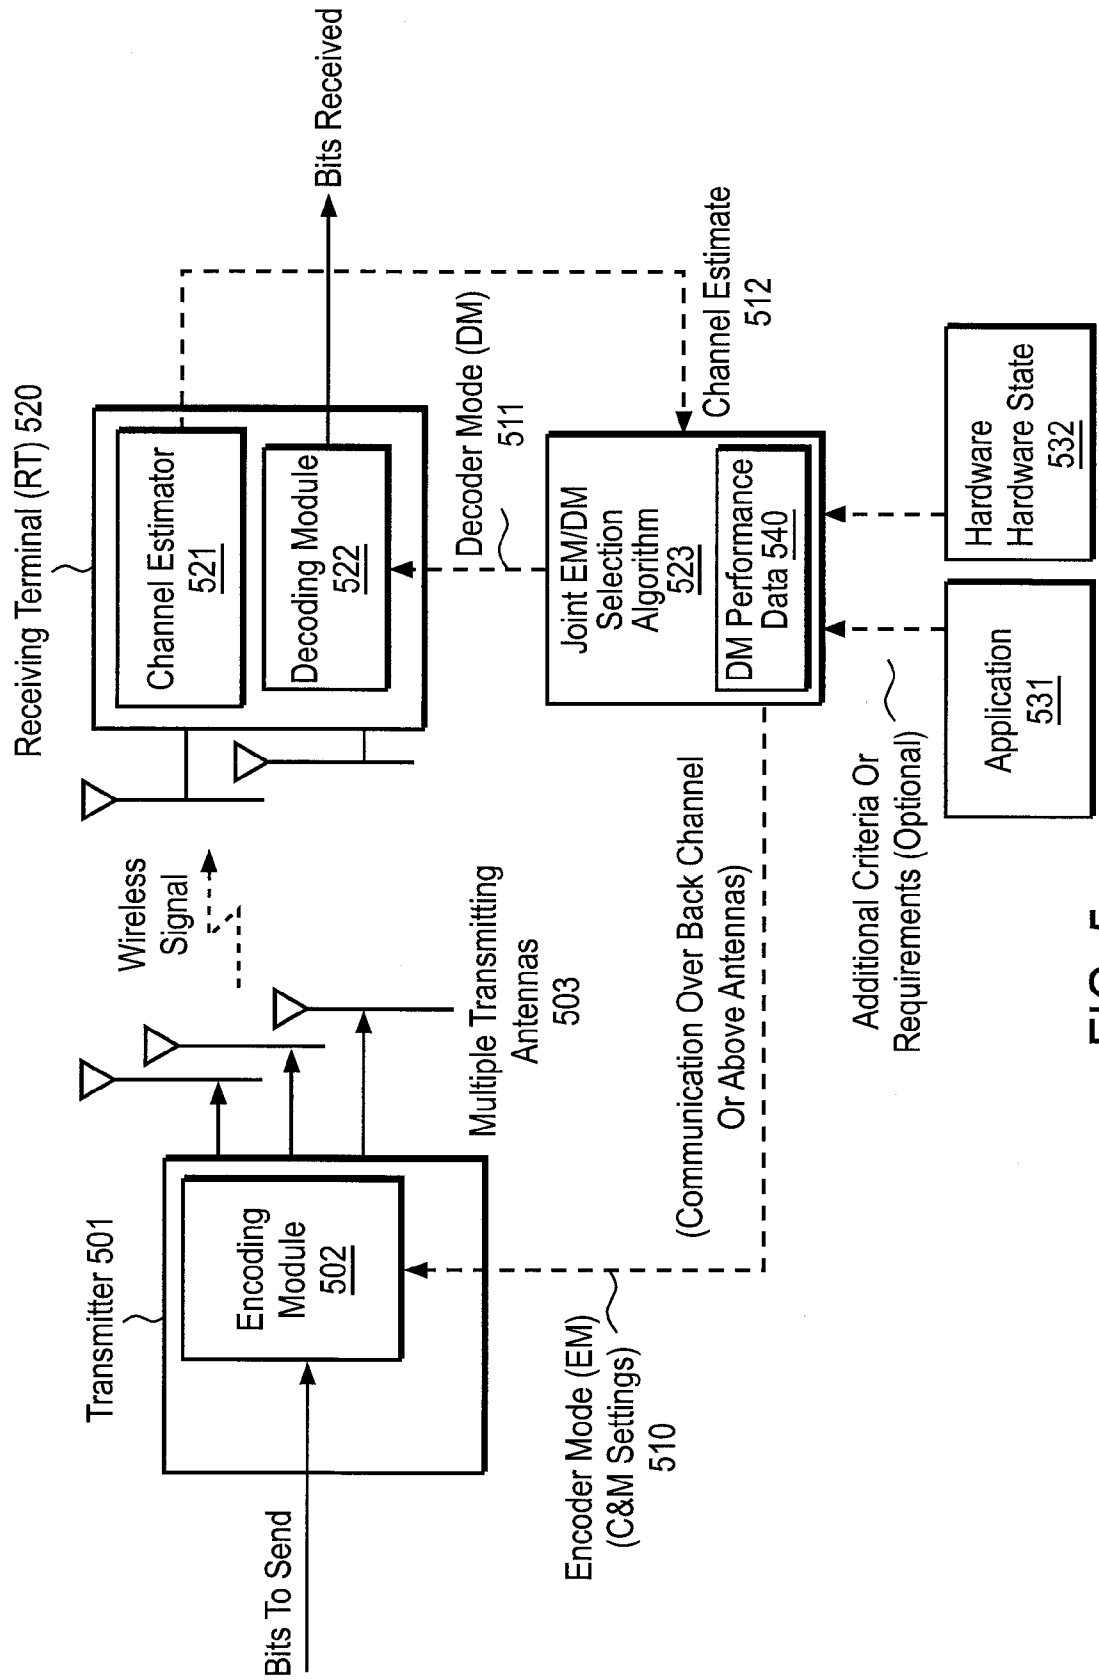 Bits To Send
Transmitter 501
Encoding
Module
502
Multiple Transmitting
Antennas
503
Wireless
Signal
Receiving Terminal (RT) 520
Channel Estimator
521
Decoding Module
522
Bits Received
Encoder Mode (EM)
(C&M Settings)
510
(Communication Over Back Channel
Or Above Antennas)
Decoder Mode (DM)
511
Joint EM/DM
Selection
Algorithm
523
DM Performance
Data 540
Channel Estimate
512
Additional Criteria Or
Requirements (Optional)
Application
531
Hardware
Hardware State
532